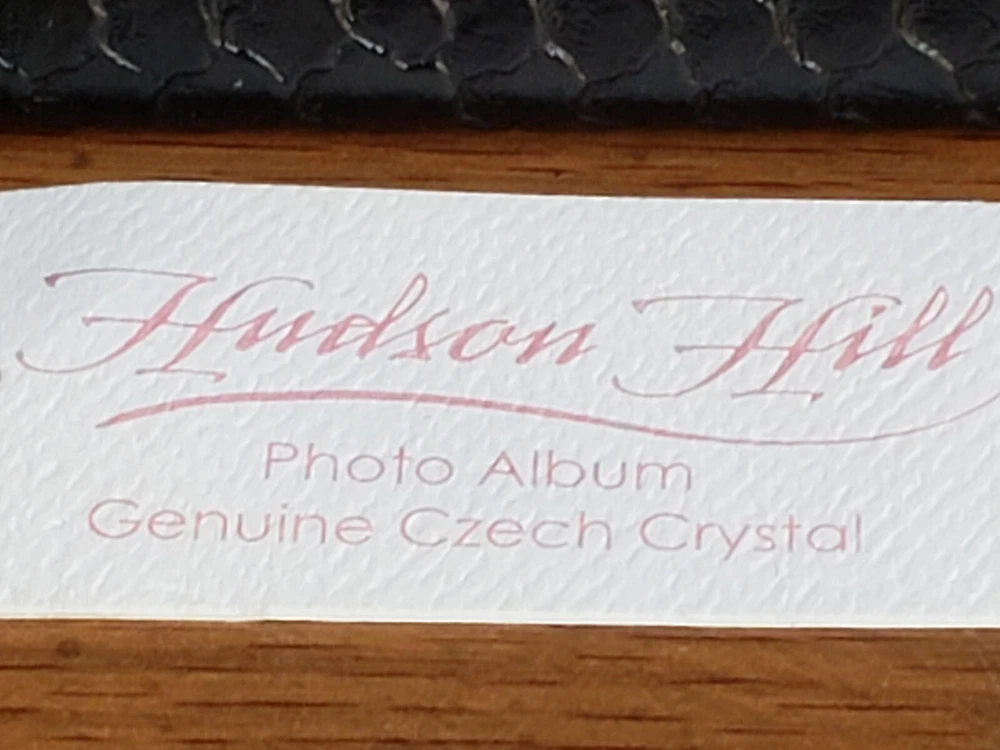 Hudson Hill
Photo Album
Genuine Czech Crystal